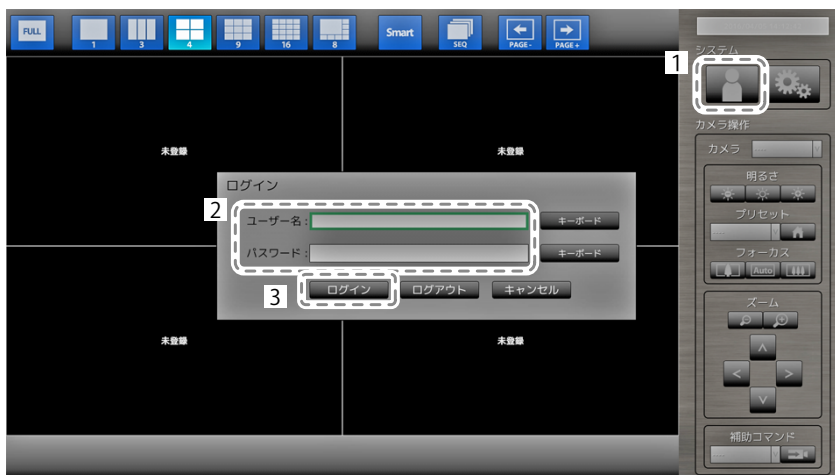 FULL
1
3
4
9
16
8
Smart
SEQ
PAGE-
PAGE+
システム
1
カメラ操作
カメラ
----
明るさ
プリセット
----
フォーカス
Auto
ズーム
補助コマンド
----
未登録
未登録
ログイン
2
ユーザー名 :
キーボード
パスワード :
キーボード
3
ログイン
ログアウト
キャンセル
未登録
未登録